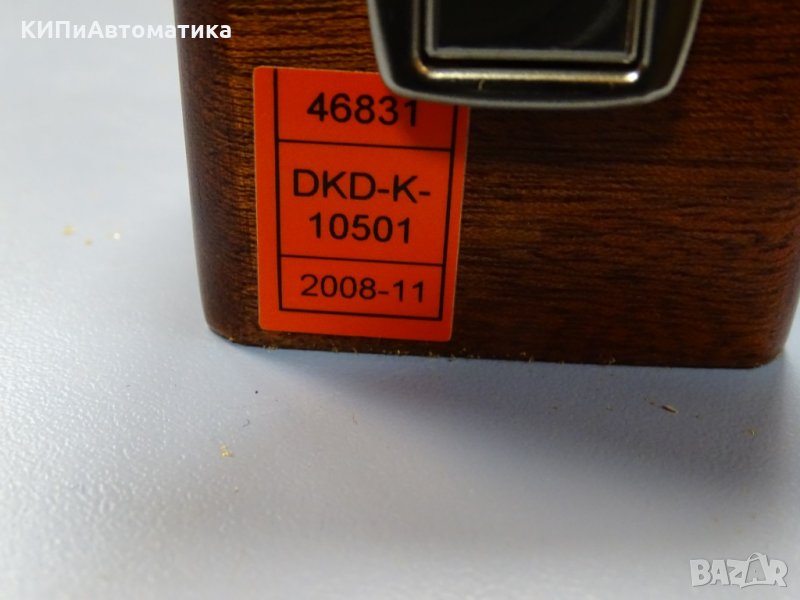 КИПиАвтоматика
46831
DKD-K-
10501
2008-11
BAZAR